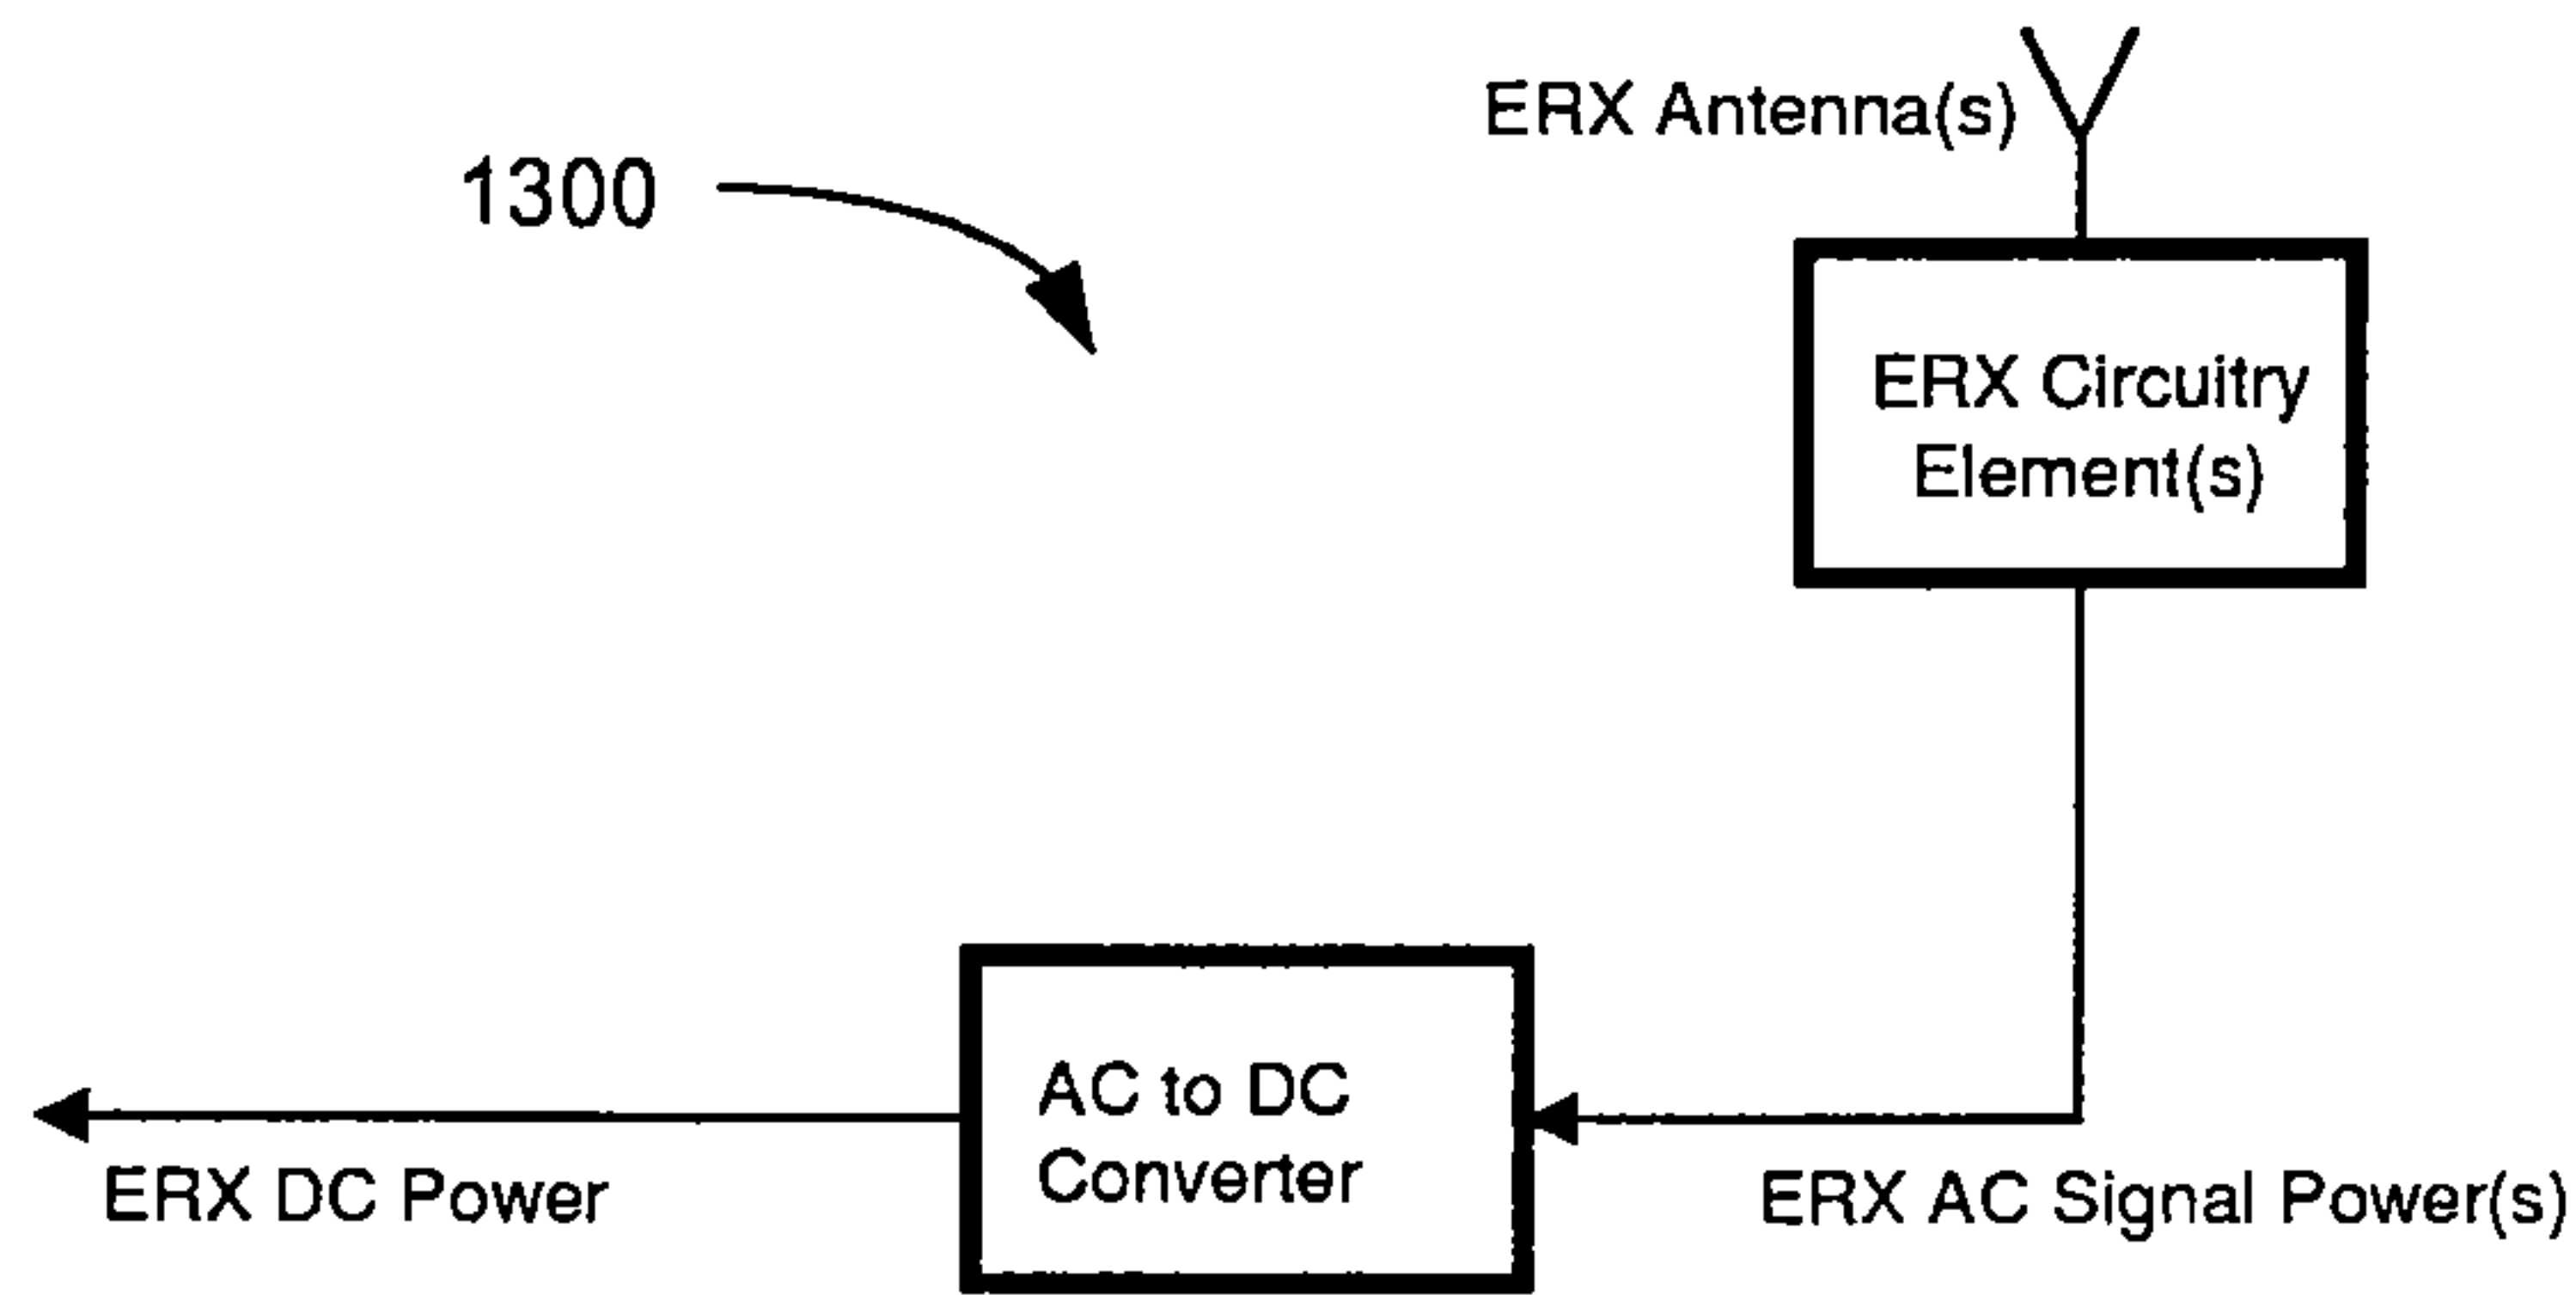 ERX Antenna(s)
1300
ERX Circuitry
Element(s)
AC to DC
Converter
ERX DC Power
ERX AC Signal Power(s)